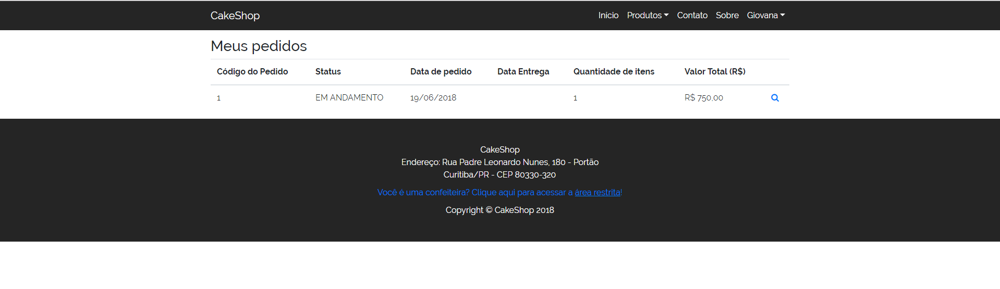 CakeShop Início Produtos Contato Sobre Giovana
Meus pedidos
Código do Pedido Status Data de pedido Data Entrega Quantidade de itens Valor Total (R$)
1 EM ANDAMENTO 19/06/2018 1 R$ 750,00
CakeShop
Endereço: Rua Padre Leonardo Nunes, 180 - Portão
Curitiba/PR - CEP 80330-320
Você é uma confeiteira? Clique aqui para acessar a área restrita!
Copyright © CakeShop 2018